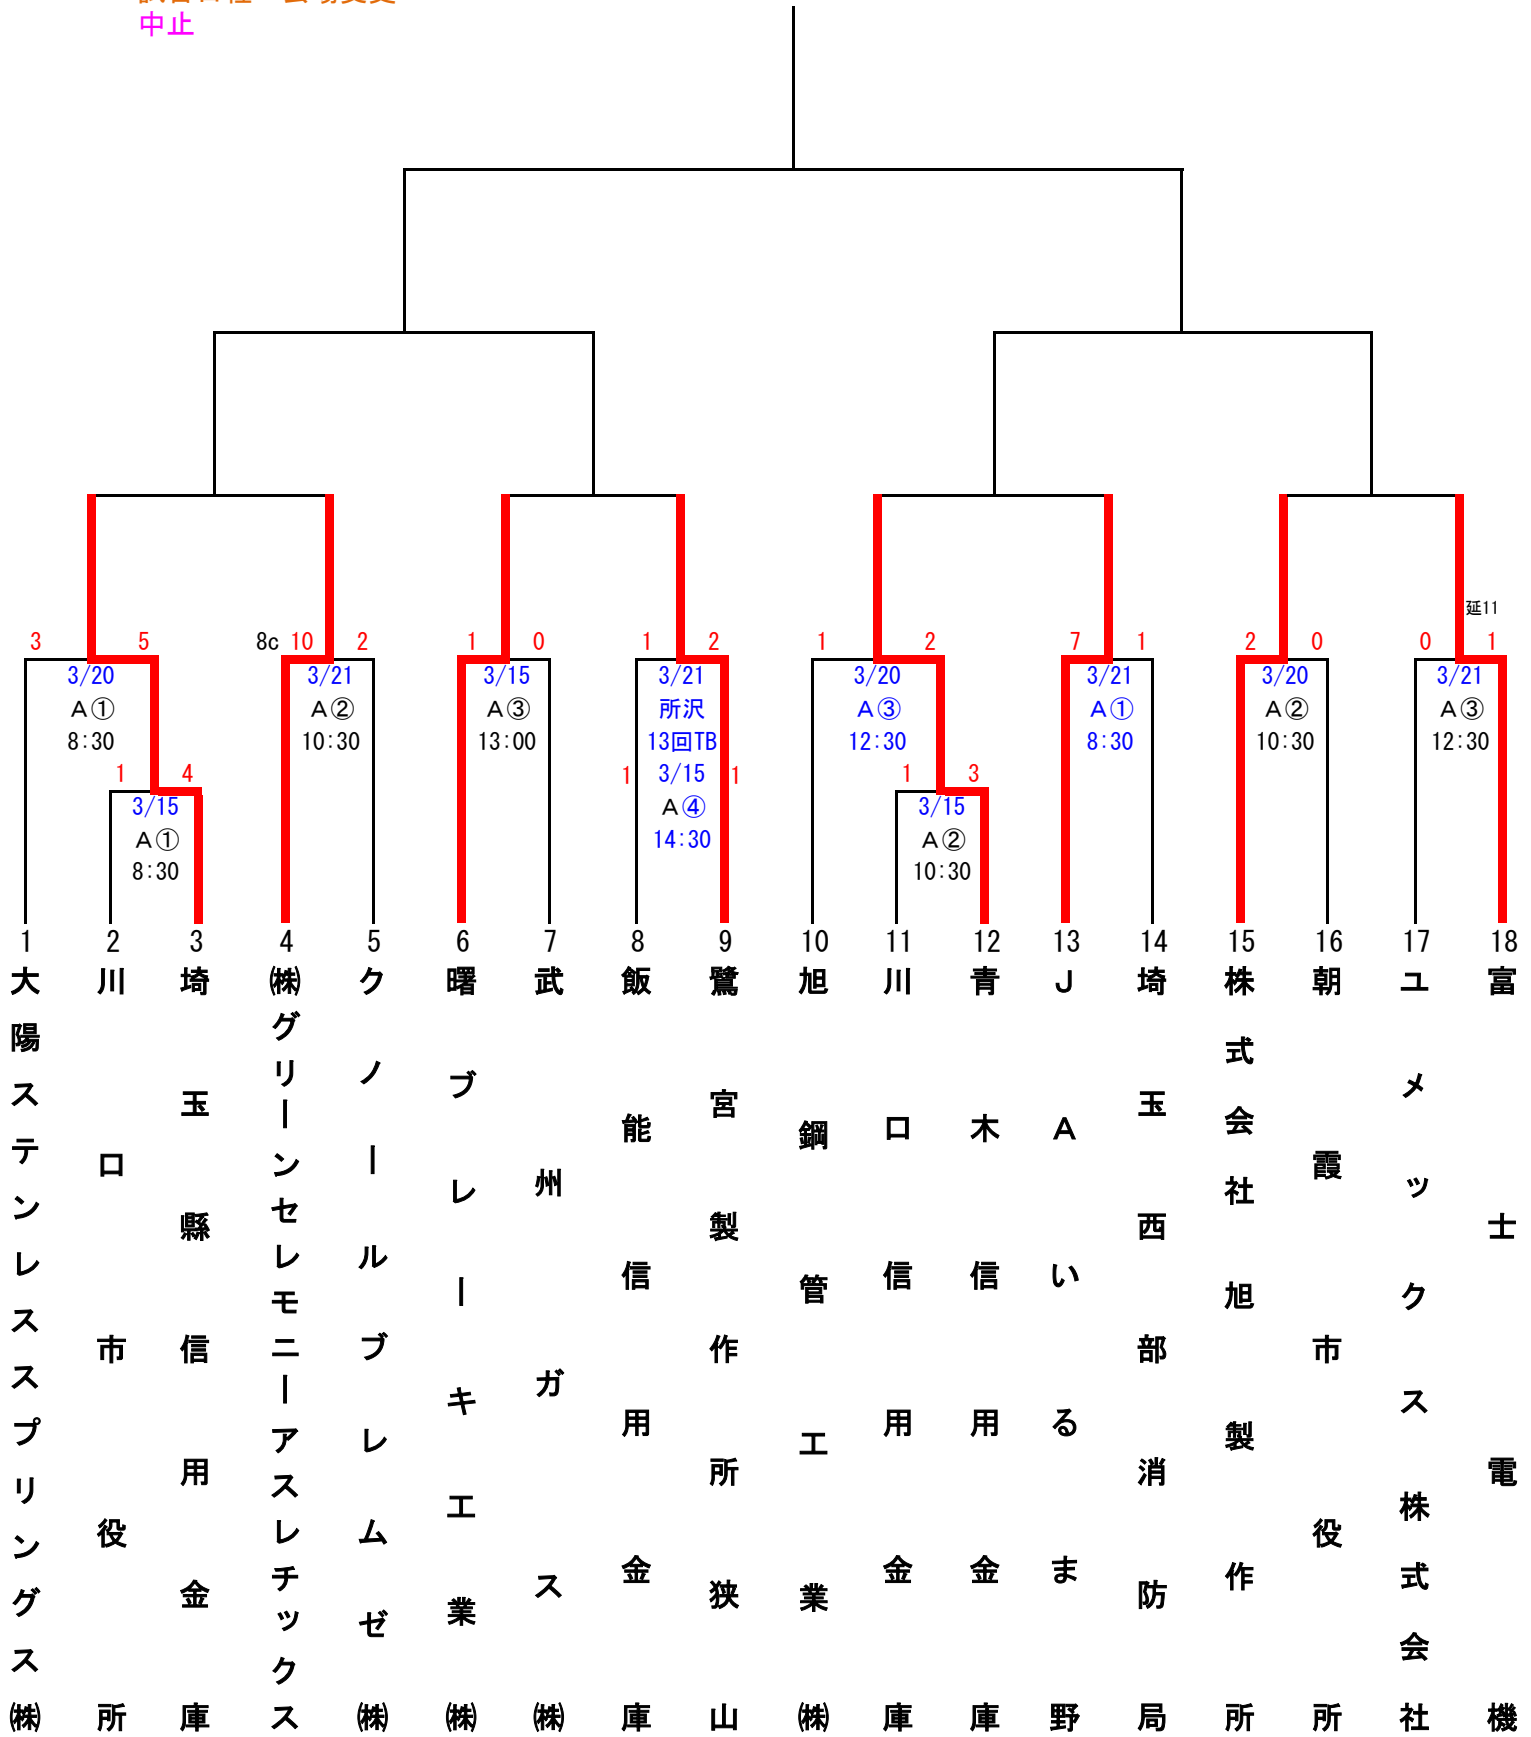 中止
延11
3 5 8c 10 2 1 0 1 2 1 2 7 1 2 0 0 1
3/20 3/21 3/15 3/21 3/20 3/21 3/20 3/21
A① A② A③ 所沢 A③ A① A② A③
8:30 10:30 13:00 13回TB 12:30 8:30 10:30 12:30
1 4 1 3/15 1 1 3
3/15 A④ 3/15
A① 14:30 A②
8:30 10:30
1 2 3 4 5 6 7 8 9 10 11 12 13 14 15 16 17 18
大陽ステンレススプリングス㈱
川口市役所
埼玉縣信用金庫
㈱グリーンセレモニーアスレチックス
クノールブレムゼ㈱
曙ブレーキエ業㈱
武州ガス㈱
飯能信用金庫
鷺宮製作所狭山
旭鋼管工業㈱
川口信用金庫
青木信用金庫
JAいるま野
埼玉西部消防局
株式会社旭製作所
朝霞市役所
ユメックス株式会社
富士電機